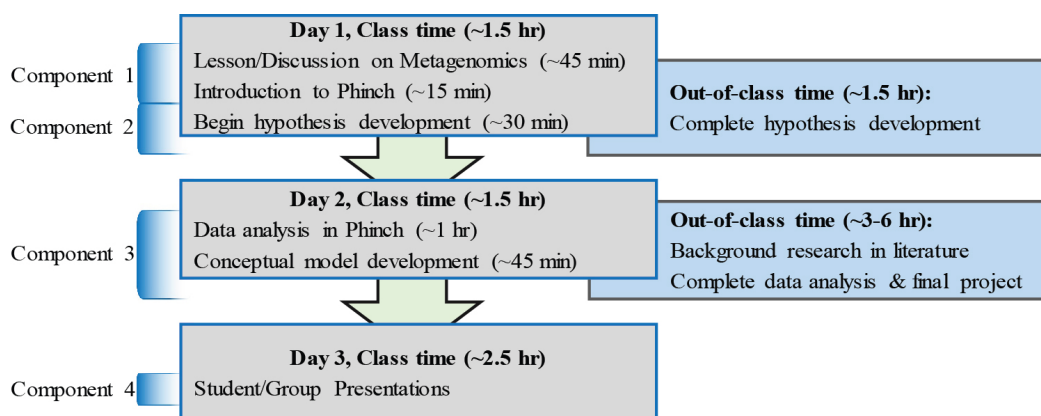 Day 1, Class time (~1.5 hr)
Component 1
Lesson/Discussion on Metagenomics (~45 min)
Introduction to Phinch (~15 min)
Component 2
Begin hypothesis development (~30 min)
Out-of-class time (~1.5 hr):
Complete hypothesis development
Day 2, Class time (~1.5 hr)
Component 3
Data analysis in Phinch (~1 hr)
Conceptual model development (~45 min)
Out-of-class time (~3-6 hr):
Background research in literature
Complete data analysis & final project
Day 3, Class time (~2.5 hr)
Component 4
Student/Group Presentations